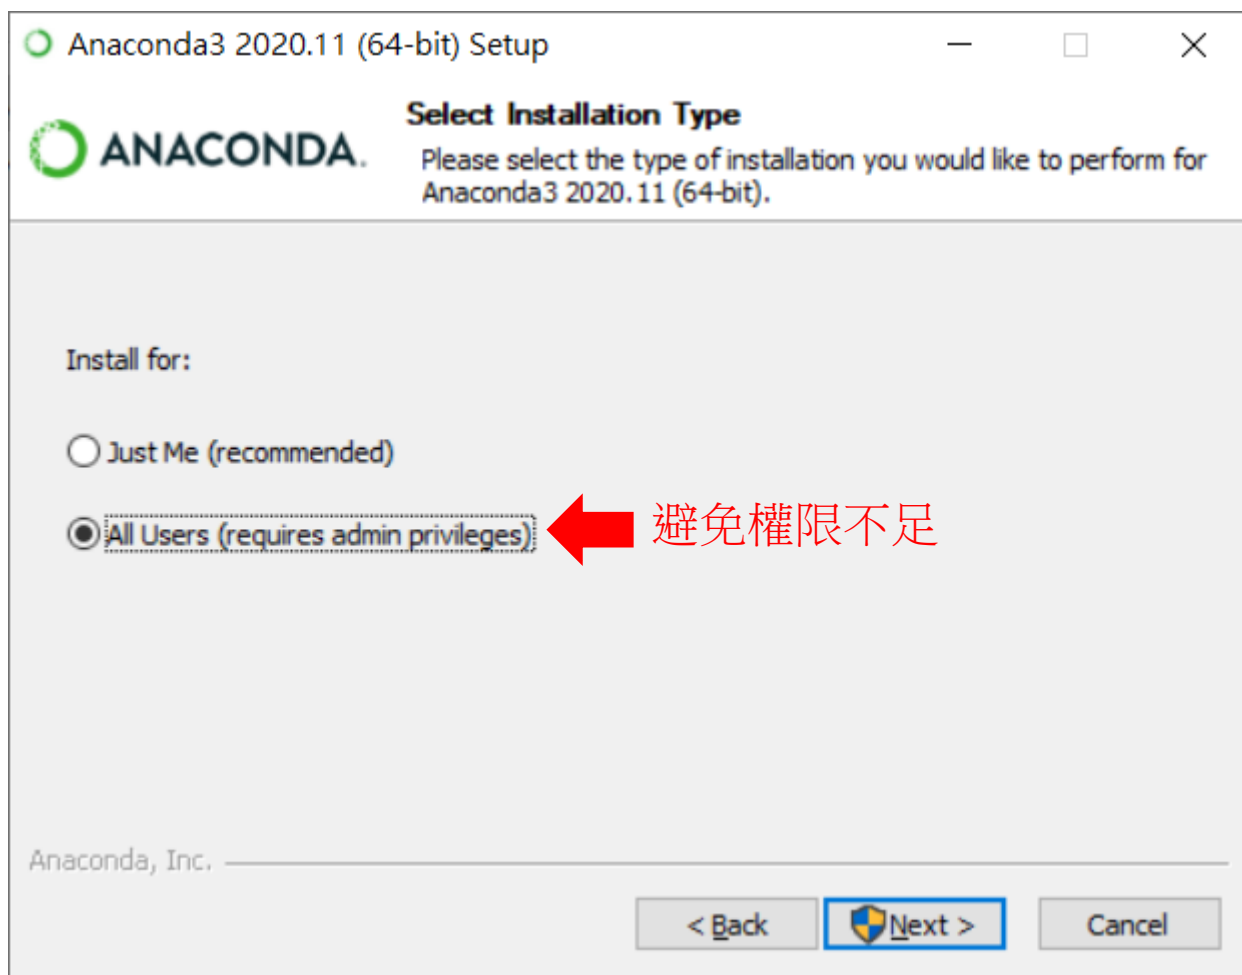 Anaconda3 2020.11 (64-bit) Setup
ANACONDA.
Select Installation Type
Please select the type of installation you would like to perform for
Anaconda3 2020.11 (64-bit).
Install for:
Just Me (recommended)
All Users (requires admin privileges)
避免權限不足
Anaconda, Inc.
< Back
Next >
Cancel